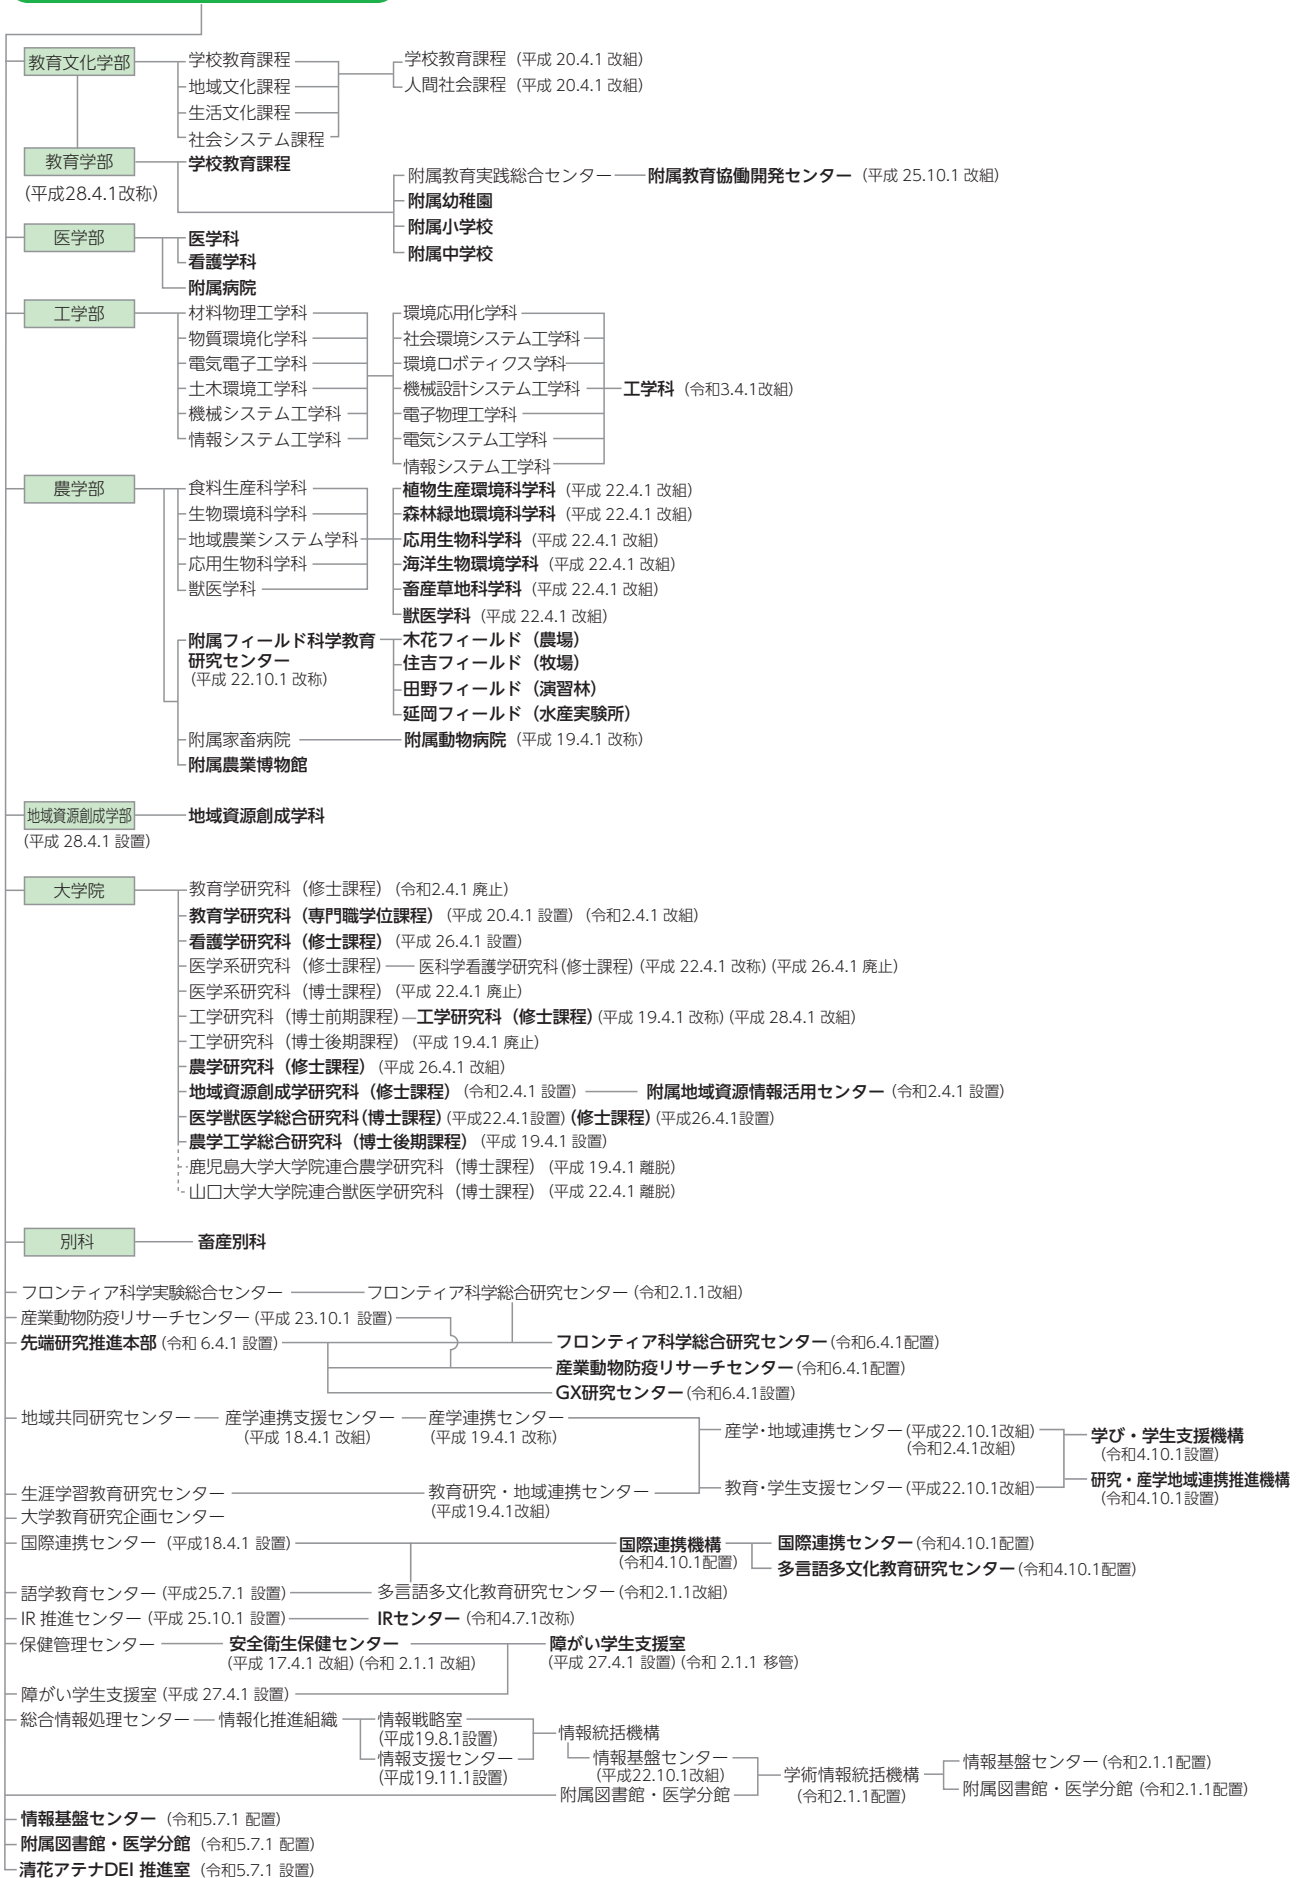 教育文化学部
学校教育課程
地域文化課程
生活文化課程
社会システム課程
学校教育課程（平成 20.4.1 改組）
人間社会課程（平成 20.4.1 改組）
教育学部
(平成28.4.1改称)
学校教育課程
附属教育実践総合センター 附属教育協働開発センター（平成 25.10.1 改組）
附属幼稚園
附属小学校
附属中学校
医学部
医学科
看護学科
附属病院
工学部
材料物理工学科
物質環境化学科
電気電子工学科
土木環境工学科
機械システム工学科
情報システム工学科
環境応用化学科
社会環境システム工学科
環境ロボティクス学科
機械設計システム工学科
電子物理工学科
電気システム工学科
情報システム工学科
工学科（令和3.4.1改組）
農学部
食料生産科学科
生物環境科学科
地域農業システム学科
応用生物科学科
獣医学科
植物生産環境科学科（平成 22.4.1 改組）
森林緑地環境科学科（平成 22.4.1 改組）
応用生物科学科（平成 22.4.1 改組）
海洋生物環境学科（平成 22.4.1 改組）
畜産草地科学科（平成 22.4.1 改組）
獣医学科（平成 22.4.1 改組）
附属フィールド科学教育
研究センター
（平成 22.10.1 改称）
木花フィールド（農場）
住吉フィールド（牧場）
田野フィールド（演習林）
延岡フィールド（水産実験所）
附属家畜病院 附属動物病院（平成 19.4.1 改称）
附属農業博物館
地域資源創成学部
（平成 28.4.1 設置）
地域資源創成学科
大学院
教育学研究科（修士課程）（令和2.4.1 廃止）
教育学研究科（専門職学位課程）（平成 20.4.1 設置）（令和2.4.1 改組）
看護学研究科（修士課程）（平成 26.4.1 設置）
医学系研究科（修士課程） 医科学看護学研究科(修士課程)（平成 22.4.1 改称）（平成 26.4.1 廃止）
医学系研究科（博士課程）（平成 22.4.1 廃止）
工学研究科（博士前期課程） 工学研究科（修士課程）（平成 19.4.1 改称）（平成 28.4.1 改組）
工学研究科（博士後期課程）（平成 19.4.1 廃止）
農学研究科（修士課程）（平成 26.4.1 改組）
地域資源創成学研究科（修士課程）（令和2.4.1 設置） 附属地域資源情報活用センター（令和2.4.1 設置）
医学獣医学総合研究科(博士課程)（平成22.4.1設置）(修士課程)（平成26.4.1設置）
農学工学総合研究科（博士後期課程）（平成 19.4.1 設置）
鹿児島大学大学院連合農学研究科（博士課程）（平成 19.4.1 離脱）
山口大学大学院連合獣医学研究科（博士課程）（平成 22.4.1 離脱）
別科
畜産別科
フロンティア科学実験総合センター フロンティア科学総合研究センター（令和2.1.1改組）
産業動物防疫リサーチセンター（平成 23.10.1 設置）
先端研究推進本部（令和 6.4.1 設置） フロンティア科学総合研究センター（令和6.4.1配置）
産業動物防疫リサーチセンター（令和6.4.1配置）
GX研究センター（令和6.4.1設置）
地域共同研究センター 産学連携支援センター 産学連携センター
（平成 18.4.1 改組） （平成 19.4.1 改称）
産学・地域連携センター（平成22.10.1改組）
（令和2.4.1改組）
学び・学生支援機構
（令和4.10.1設置）
教育・学生支援センター（平成22.10.1改組）
研究・産学地域連携推進機構
（令和4.10.1設置）
生涯学習教育研究センター 教育研究・地域連携センター
（平成19.4.1改組）
大学教育研究企画センター
国際連携センター（平成18.4.1 設置） 国際連携機構 国際連携センター（令和4.10.1配置）
（令和4.10.1配置） 多言語多文化教育研究センター（令和4.10.1配置）
語学教育センター（平成25.7.1 設置） 多言語多文化教育研究センター（令和2.1.1改組）
IR 推進センター（平成 25.10.1 設置） IRセンター（令和4.7.1改称）
保健管理センター 安全衛生保健センター 障がい学生支援室
（平成 17.4.1 改組）（令和 2.1.1 改組） （平成 27.4.1 設置）（令和 2.1.1 移管）
障がい学生支援室（平成 27.4.1 設置）
総合情報処理センター 情報化推進組織 情報戦略室
（平成19.8.1設置）
情報支援センター
（平成19.11.1設置）
情報統括機構
情報基盤センター
（平成22.10.1改組）
附属図書館・医学分館
学術情報統括機構
（令和2.1.1配置）
情報基盤センター（令和2.1.1配置）
附属図書館・医学分館（令和2.1.1配置）
情報基盤センター（令和5.7.1 配置）
附属図書館・医学分館（令和5.7.1 配置）
清花アテナDEI 推進室（令和5.7.1 設置）